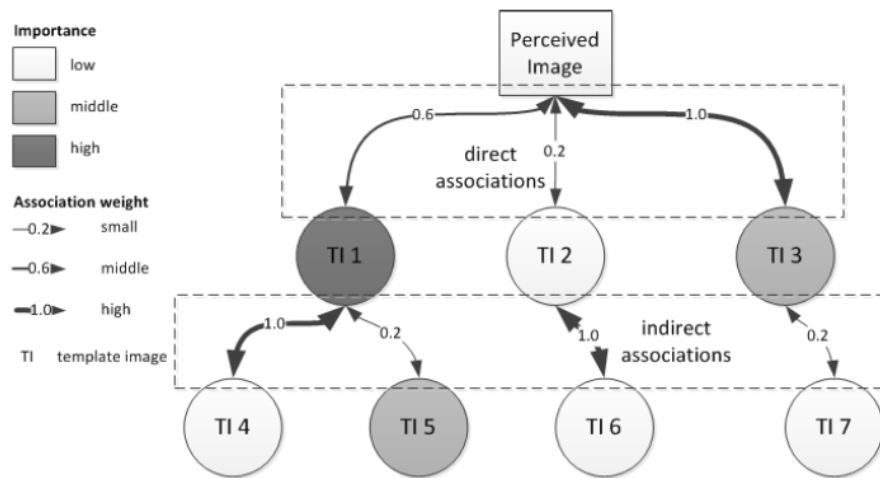 Importance
low
middle
high
Association weight
0.2 small
0.6 middle
1.0 high
TI template image
Perceived
Image
0.6
0.2
1.0
direct
associations
TI 1
TI 2
TI 3
1.0
0.2
1.0
0.2
indirect
associations
TI 4
TI 5
TI 6
TI 7